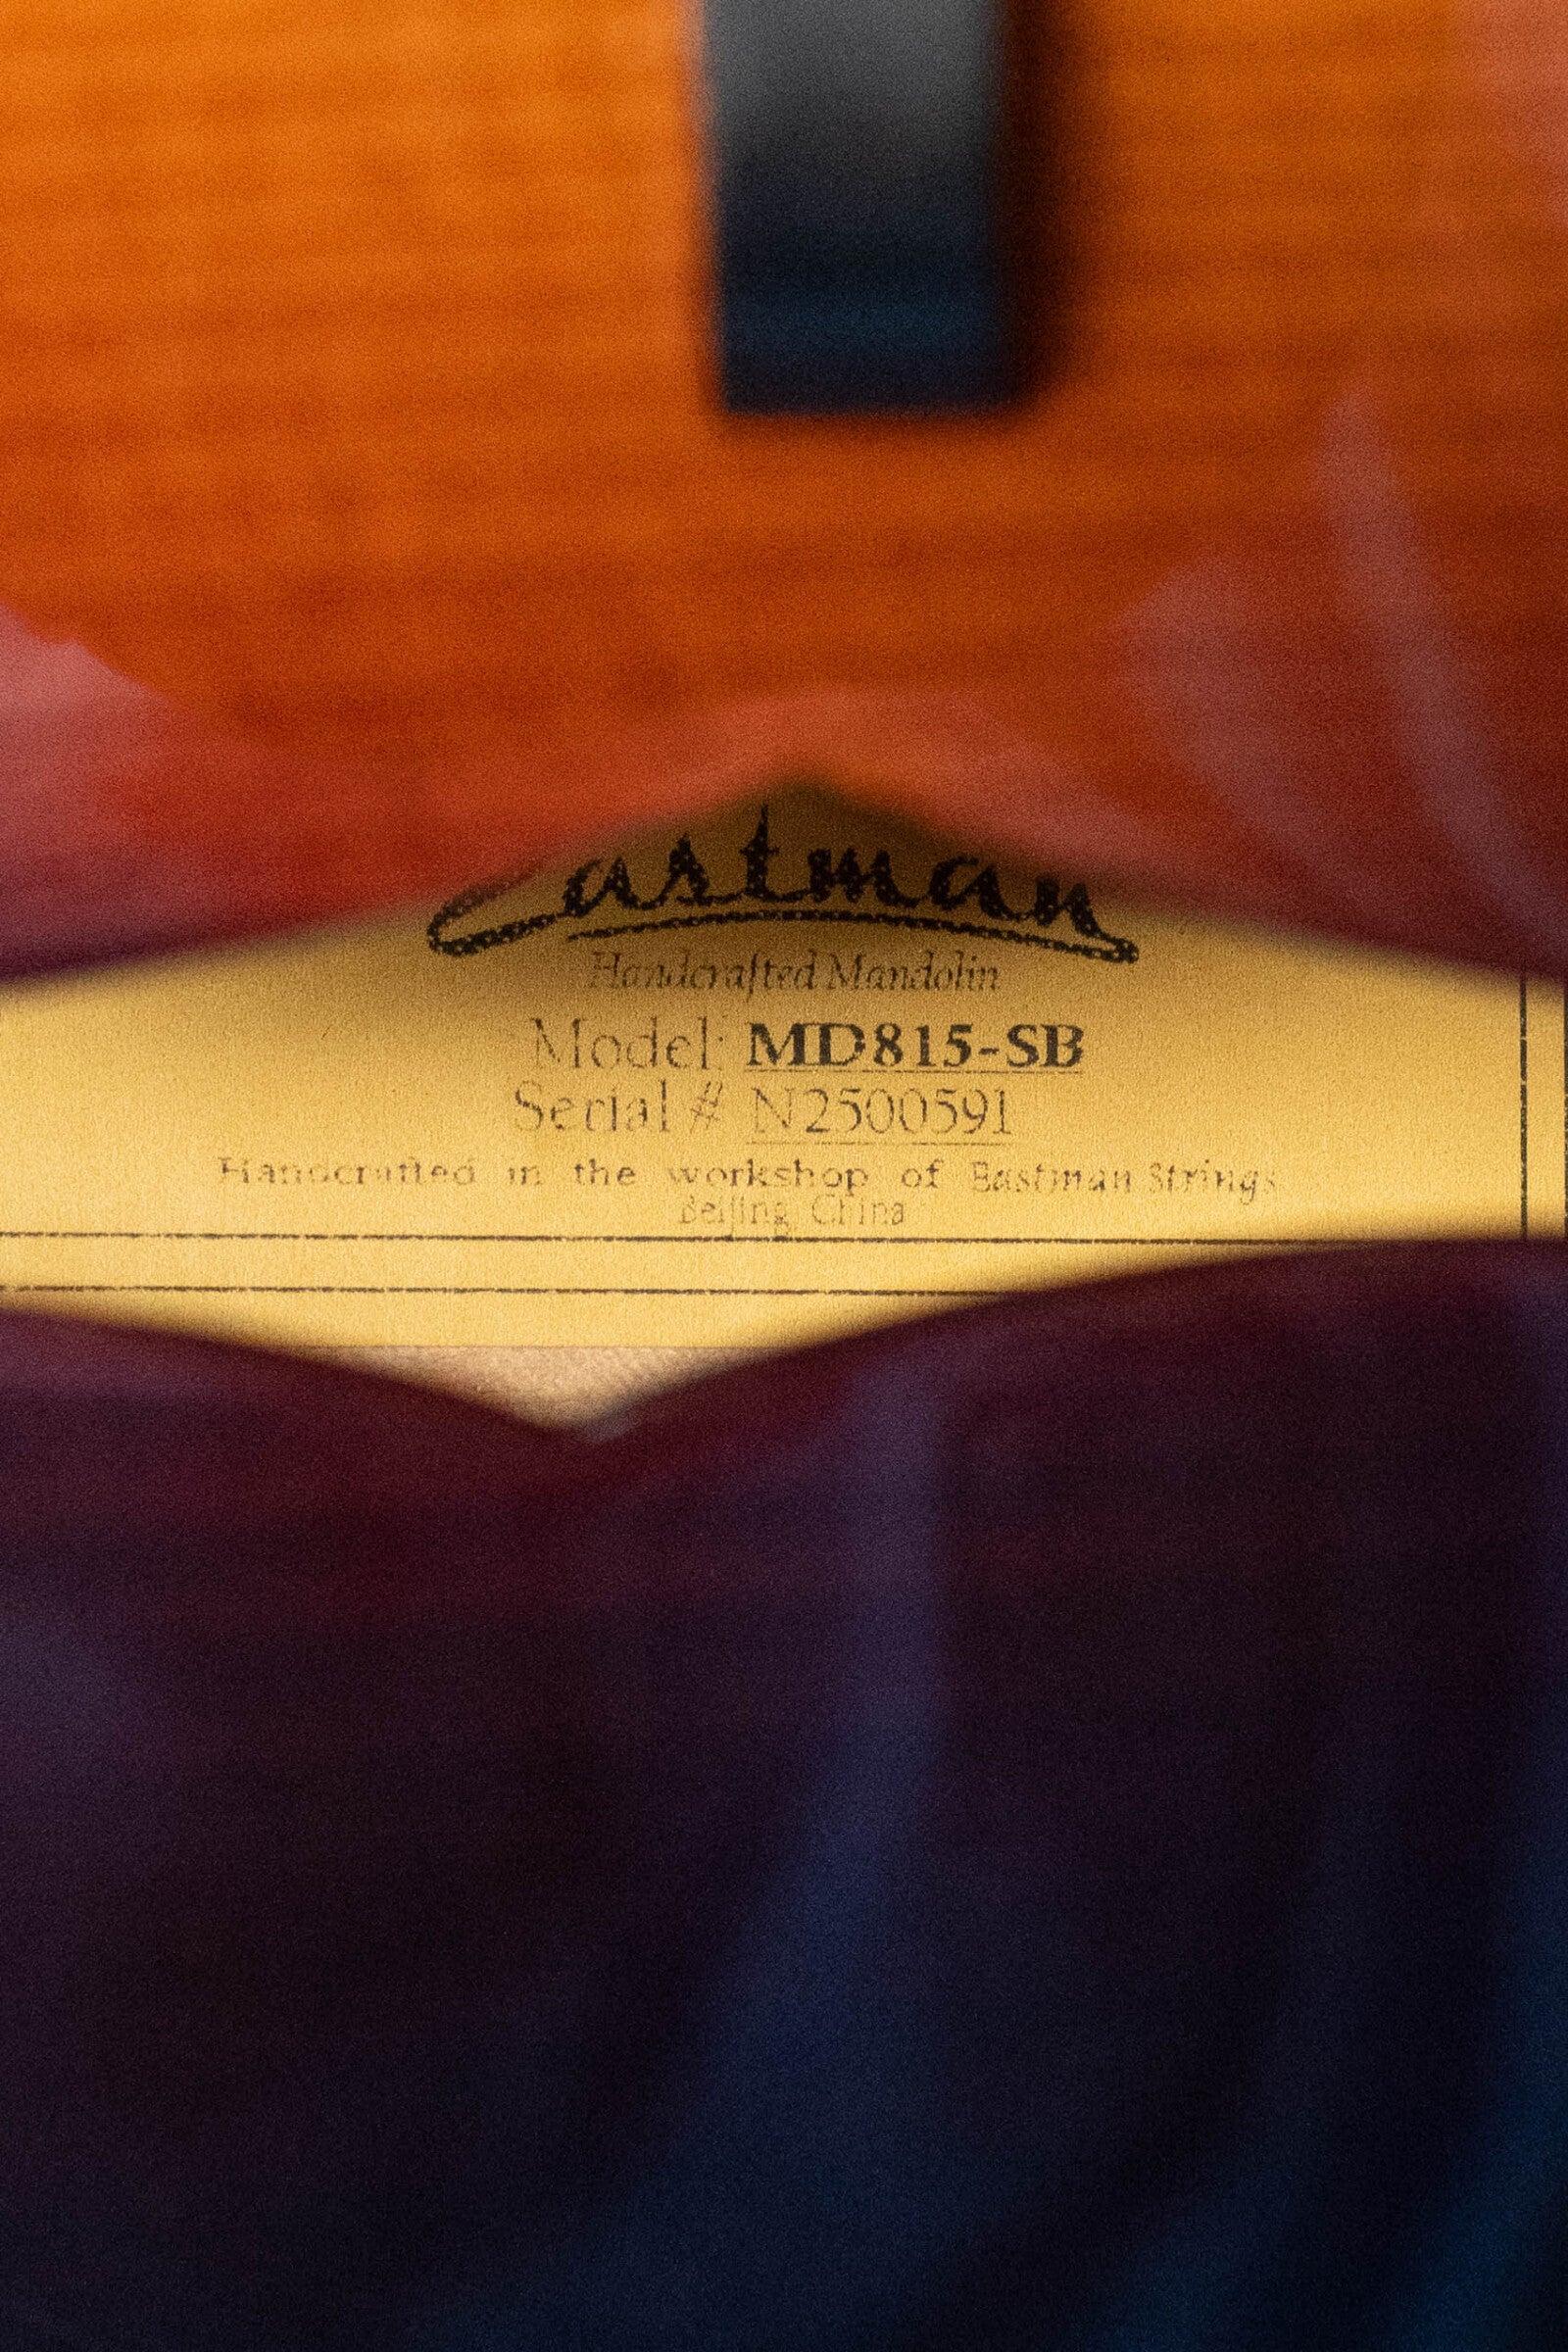 Eastman
Handcrafted Mandolin
Model: MD815-SB
Serial # N2500591
Handcrafted in the workshop of Eastman Strings
Beijing, China